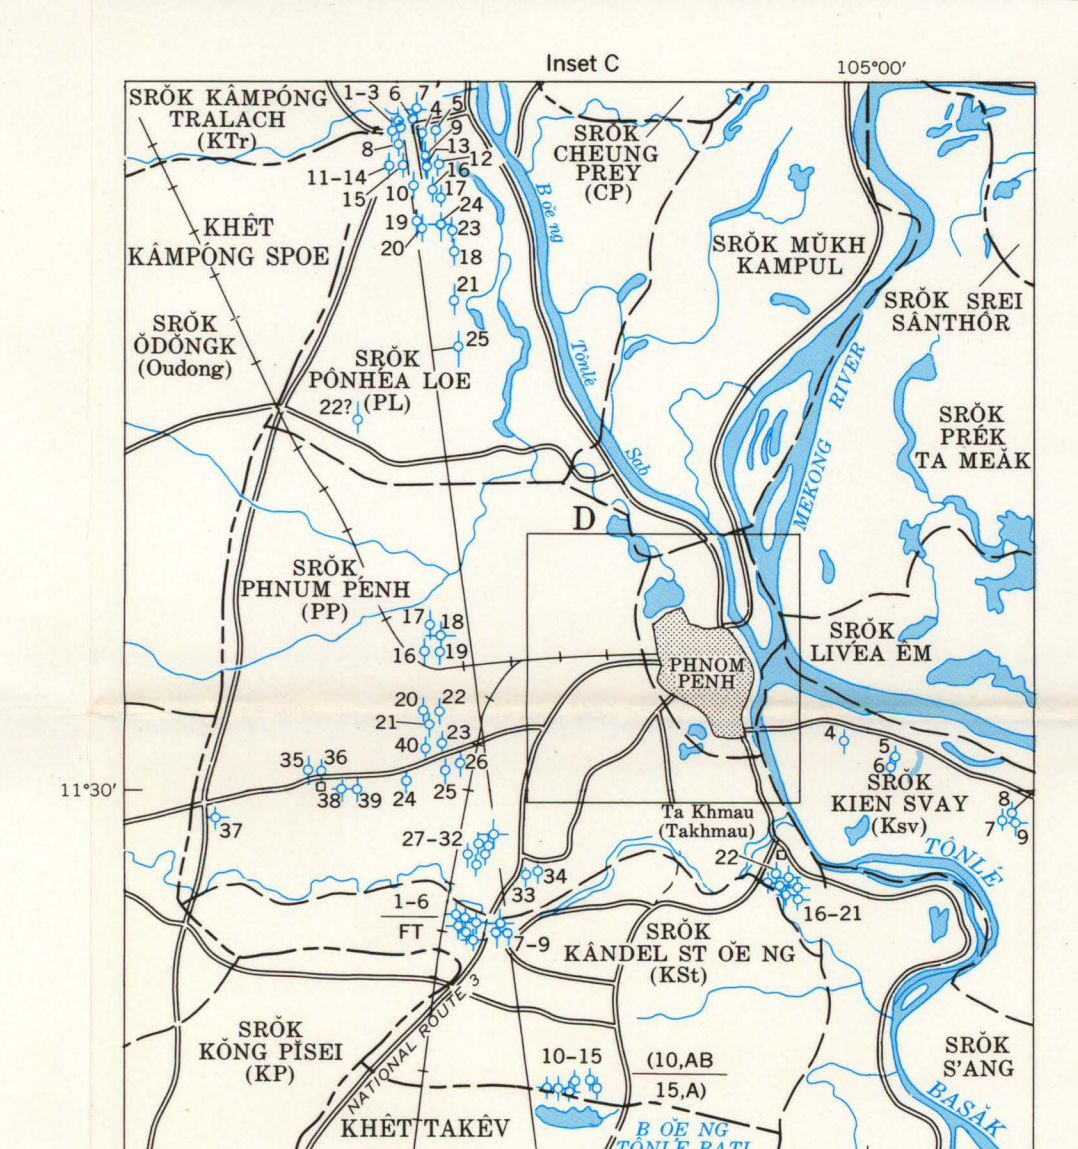 Inset C
105°00′
SRŎK KÂMPÓNG
TRALACH
(KTr)
1-3
6
7
4
5
9
8
13
12
11-14
15
16
10
17
24
19
20
23
18
21
25
SRŎK
CHEUNG
PREY
(CP)
B œ̆ ng
KHÊT
KÂMPÓNG SPOE
SRŎK MŬKH
KAMPUL
SRŎK SREI
SÂNTHÔR
SRŎK
ŎDŎNGK
(Oudong)
SRŎK
PÔNHÉA LOE
(PL)
22?
Tônlé
Sab
MEKONG RIVER
SRŎK
PRÉK
TA MEĂK
D
SRŎK
PHNUM PÉNH
(PP)
17
18
16
19
PHNOM
PENH
SRŎK
LIVÉA ÊM
20
22
21
23
40
26
35
36
38
39
24
25
37
11°30′
4
5
6
SRŎK
KIEN SVAY
(Ksv)
8
7
9
Ta Khmau
(Takhmau)
27-32
22
16-21
33
34
TÔNLÉ
1-6
FT
7-9
SRŎK
KÂNDEL ST ŒĔ NG
(KSt)
SRŎK
KŎNG PĬSEI
(KP)
NATIONAL ROUTE 3
10-15
(10,AB
15,A)
SRŎK
S'ANG
BASĂK
KHÊT TAKÊV
B ŒE NG
TÔNLÉ BATI